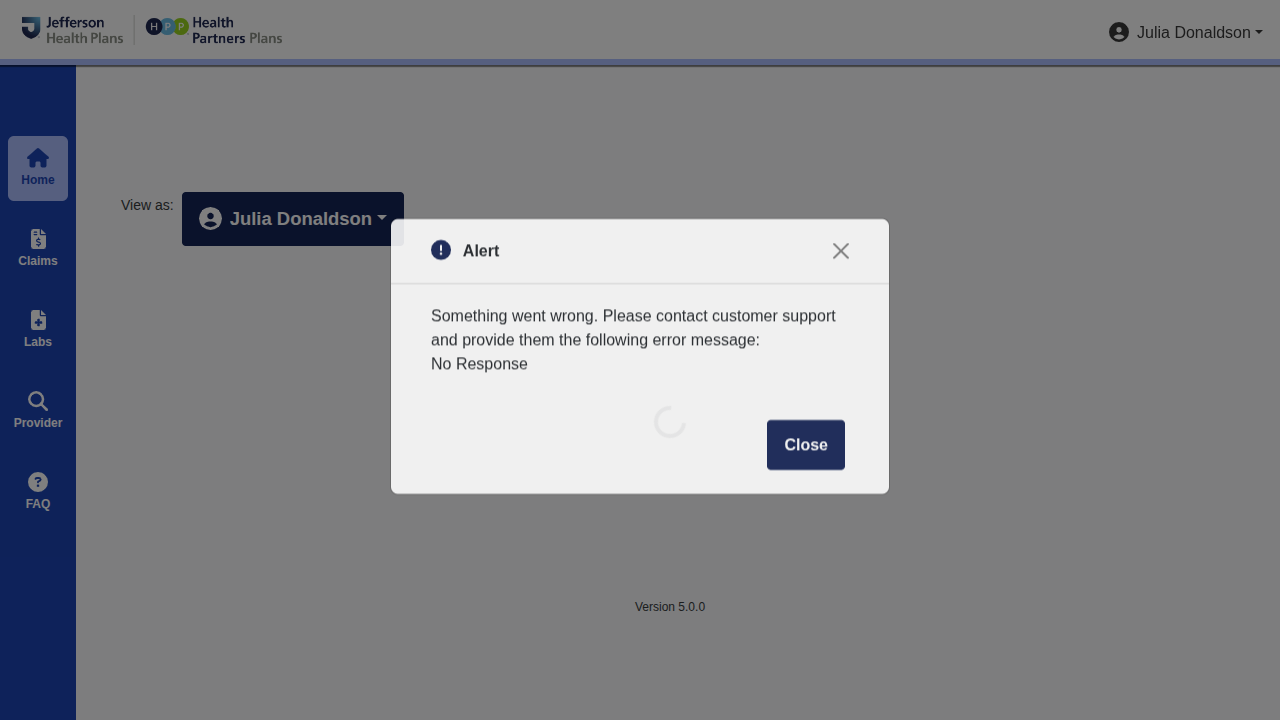 Jefferson
Health Plans
H P P
Health
Partners Plans
Julia Donaldson
Home
Claims
Labs
Provider
FAQ
View as:
Julia Donaldson
Alert
Something went wrong. Please contact customer support
and provide them the following error message:
No Response
Close
Version 5.0.0